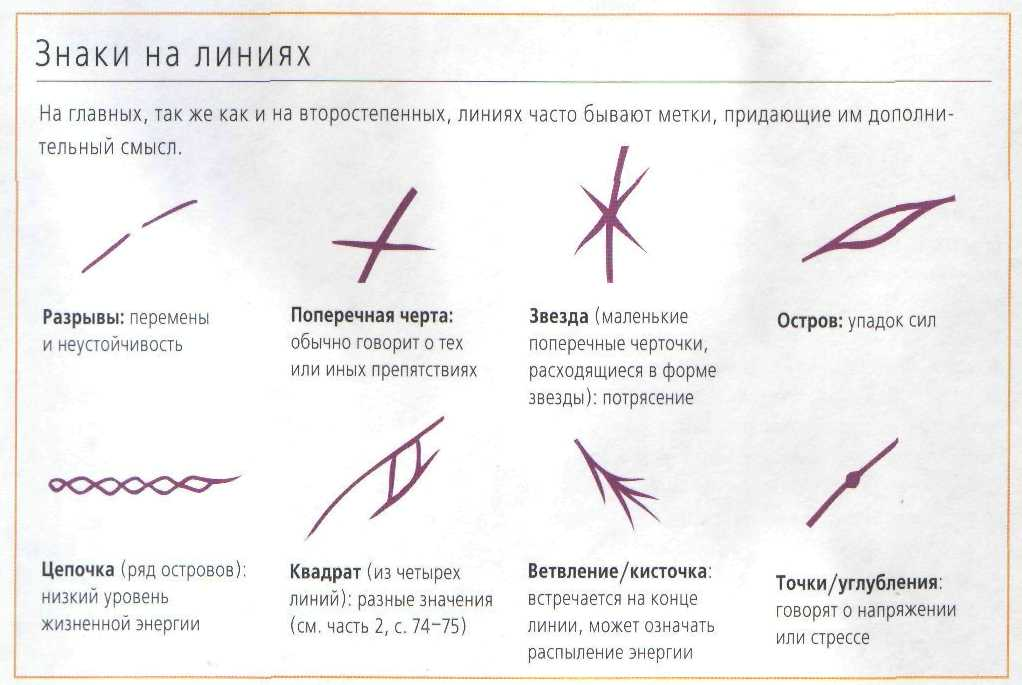 Знаки на линиях
На главных, так же как и на второстепенных, линиях часто бывают метки, придающие им дополни-
тельный смысл.
Разрывы: перемены
и неустойчивость
Поперечная черта:
обычно говорит о тех
или иных препятствиях
Звезда (маленькие
поперечные черточки,
расходящиеся в форме
звезды): потрясение
Остров: упадок сил
Цепочка (ряд островов):
низкий уровень
жизненной энергии
Квадрат (из четырех
линий): разные значения
(см. часть 2, с. 74–75)
Ветвление/кисточка:
встречается на конце
линии, может означать
распыление энергии
Точки/углубления:
говорят о напряжении
или стрессе